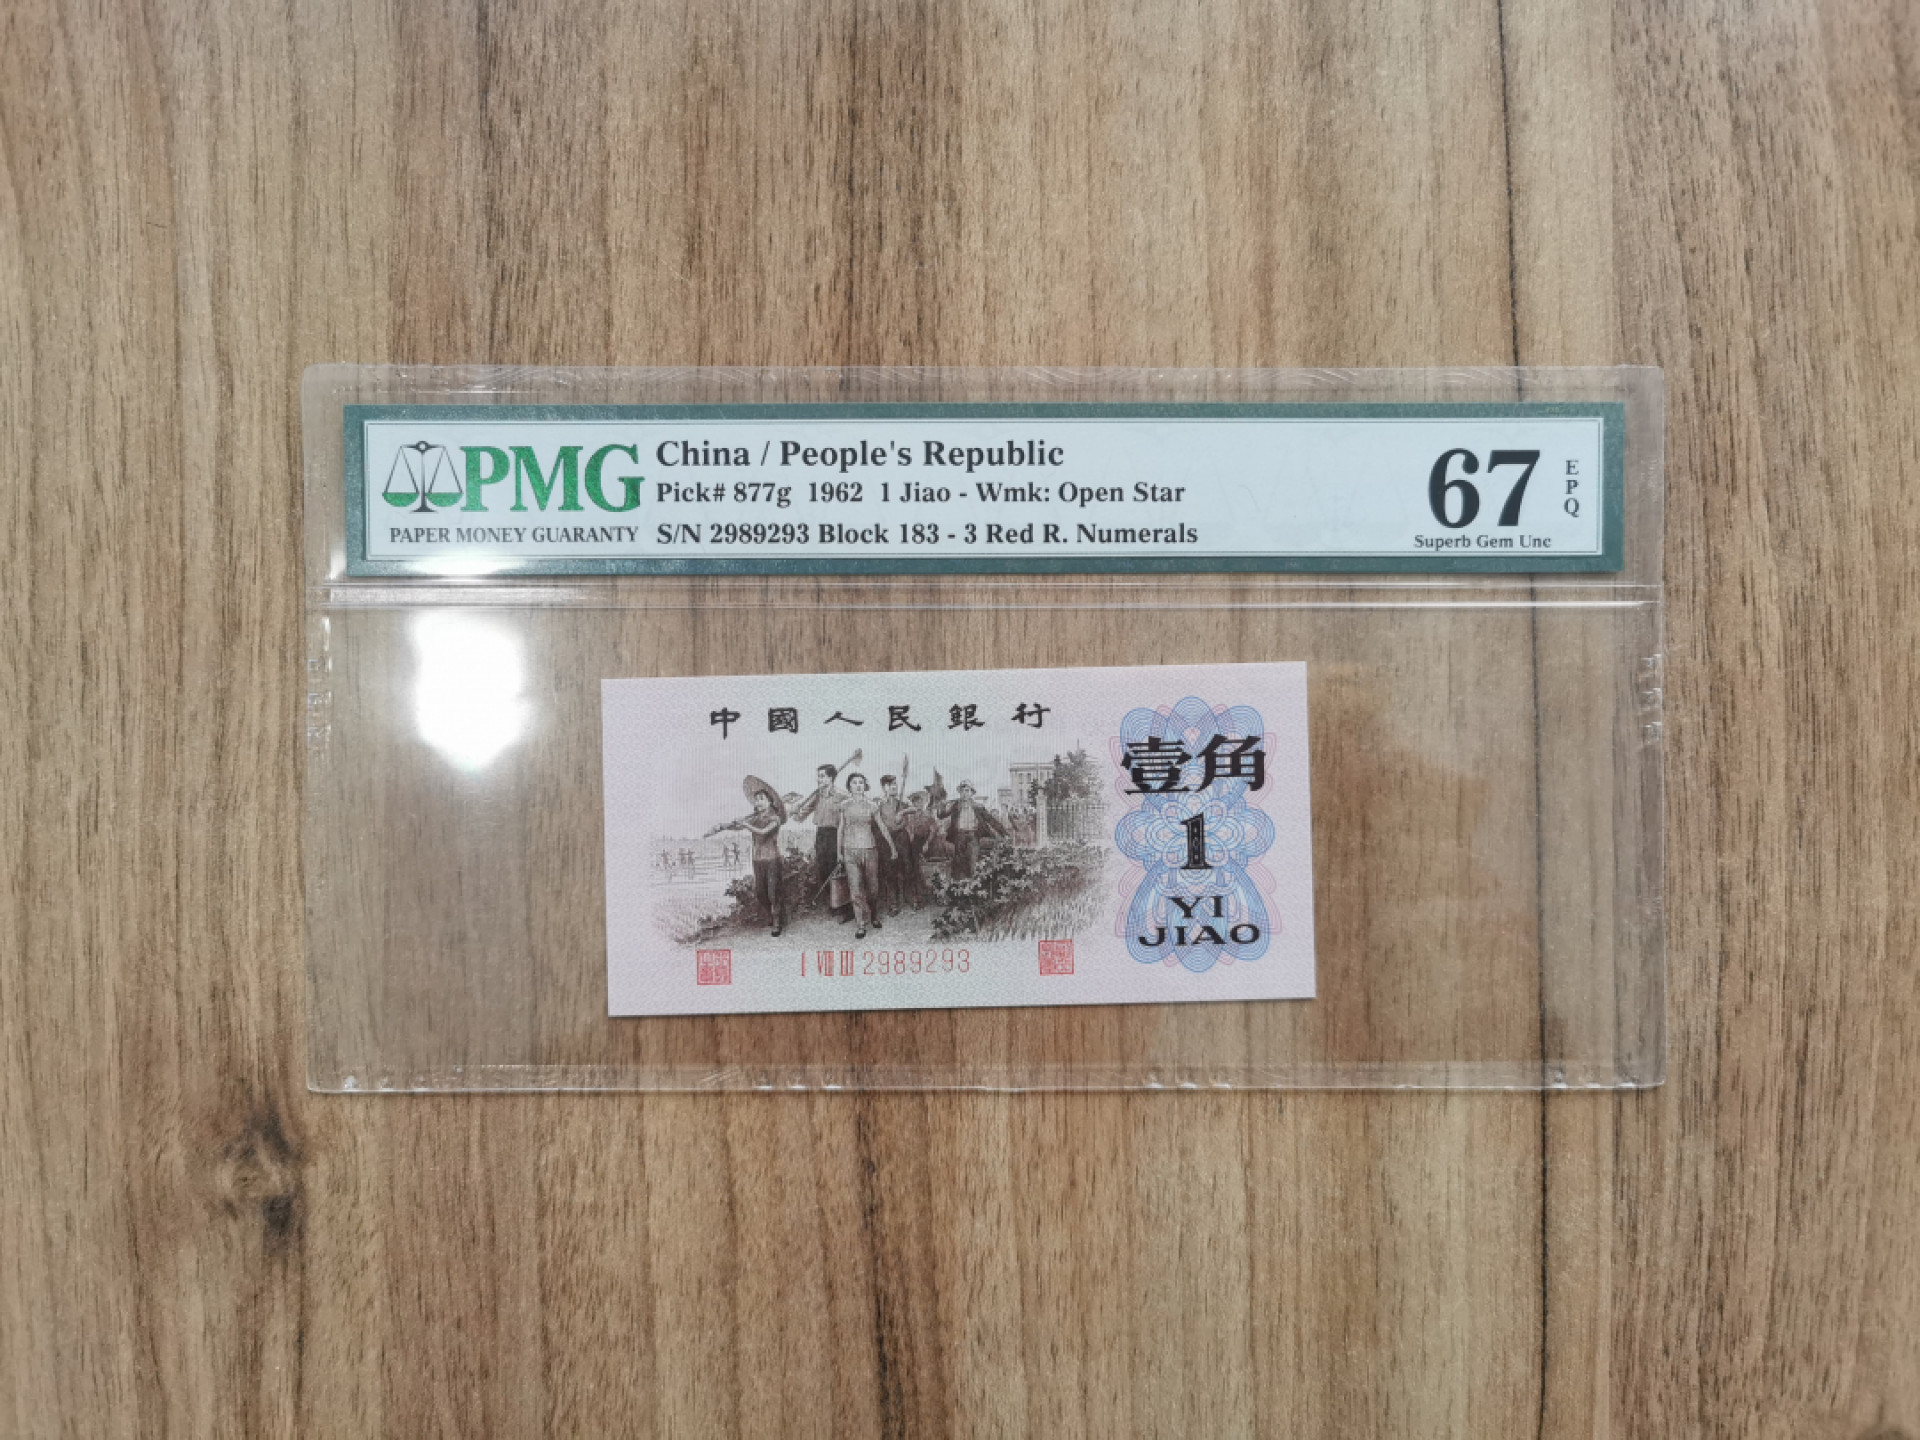 PMG
PAPER MONEY GUARANTY
China / People's Republic
Pick# 877g 1962 1 Jiao - Wmk: Open Star
S/N 2989293 Block 183 - 3 Red R. Numerals
67
EPQ
Superb Gem Unc
中國人民銀行
壹角
1
YI
JIAO
I VIII III 2989293